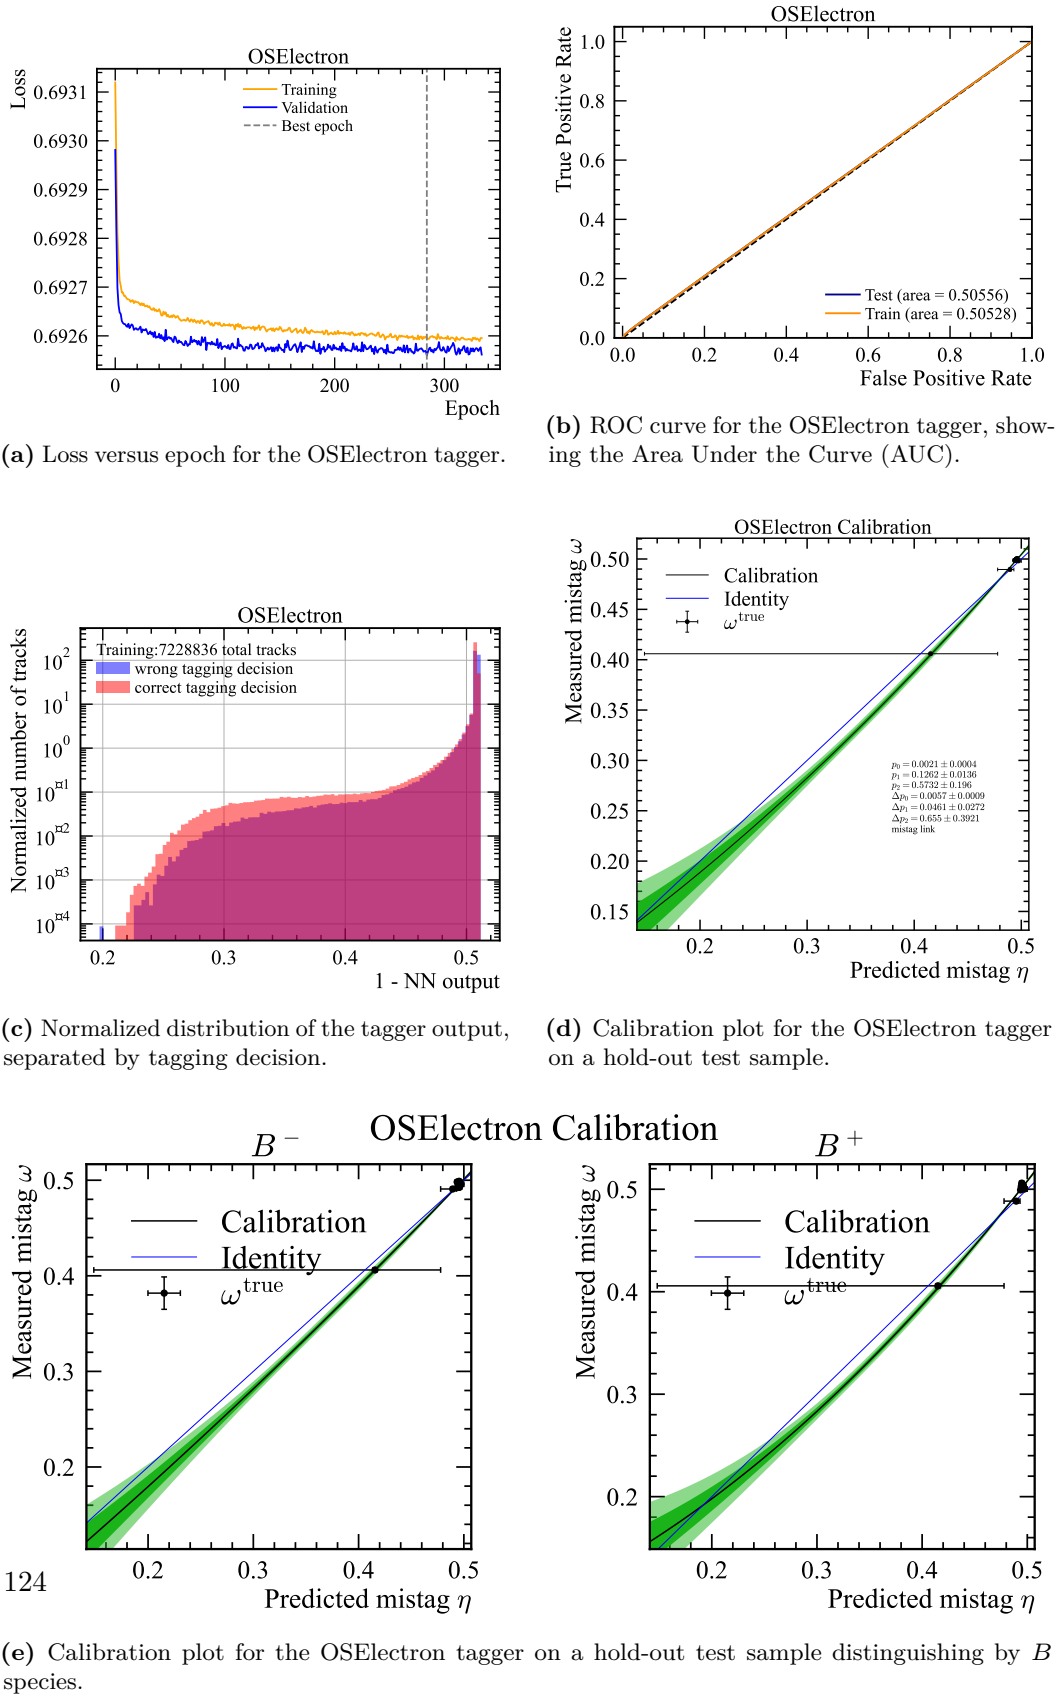 OSElectron
Loss
0.6931
0.6930
0.6929
0.6928
0.6927
0.6926
Training
Validation
Best epoch
0
100
200
300
Epoch
(a) Loss versus epoch for the OSElectron tagger.
OSElectron
True Positive Rate
1.0
0.8
0.6
0.4
0.2
0.0
Test (area = 0.50556)
Train (area = 0.50528)
0.0
0.2
0.4
0.6
0.8
1.0
False Positive Rate
(b) ROC curve for the OSElectron tagger, show-
ing the Area Under the Curve (AUC).
OSElectron
Normalized number of tracks
Training:7228836 total tracks
wrong tagging decision
correct tagging decision
10²
10¹
10⁰
10¤1
10¤2
10¤3
10¤4
0.2
0.3
0.4
0.5
1 - NN output
(c) Normalized distribution of the tagger output,
separated by tagging decision.
OSElectron Calibration
Measured mistag ω
0.50
0.45
0.40
0.35
0.30
0.25
0.20
0.15
Calibration
Identity
ω^true
p₀ = 0.0021 ± 0.0004
p₁ = 0.1262 ± 0.0136
p₂ = 0.5732 ± 0.196
Δp₀ = 0.0057 ± 0.0009
Δp₁ = 0.0461 ± 0.0272
Δp₂ = 0.655 ± 0.3921
mistag link
0.2
0.3
0.4
0.5
Predicted mistag η
(d) Calibration plot for the OSElectron tagger
on a hold-out test sample.
OSElectron Calibration
B⁻
Measured mistag ω
0.5
0.4
0.3
0.2
Calibration
Identity
ω^true
0.2
0.3
0.4
0.5
Predicted mistag η
B⁺
Measured mistag ω
0.5
0.4
0.3
0.2
Calibration
Identity
ω^true
0.2
0.3
0.4
0.5
Predicted mistag η
124
(e) Calibration plot for the OSElectron tagger on a hold-out test sample distinguishing by B
species.